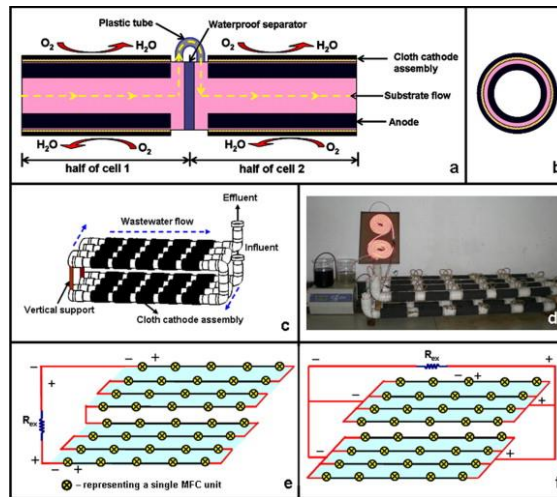 Plastic tube
Waterproof separator
O₂
H₂O
O₂
H₂O
Cloth cathode
assembly
Substrate flow
Anode
H₂O
O₂
H₂O
O₂
half of cell 1
half of cell 2
a
b
Effluent
Wastewater flow
Influent
Vertical support
Cloth cathode
assembly
c
d
− − +
+
Rex
−
+ − +
– representing a single MFC unit
e
Rex
− +
− +
− +
− +